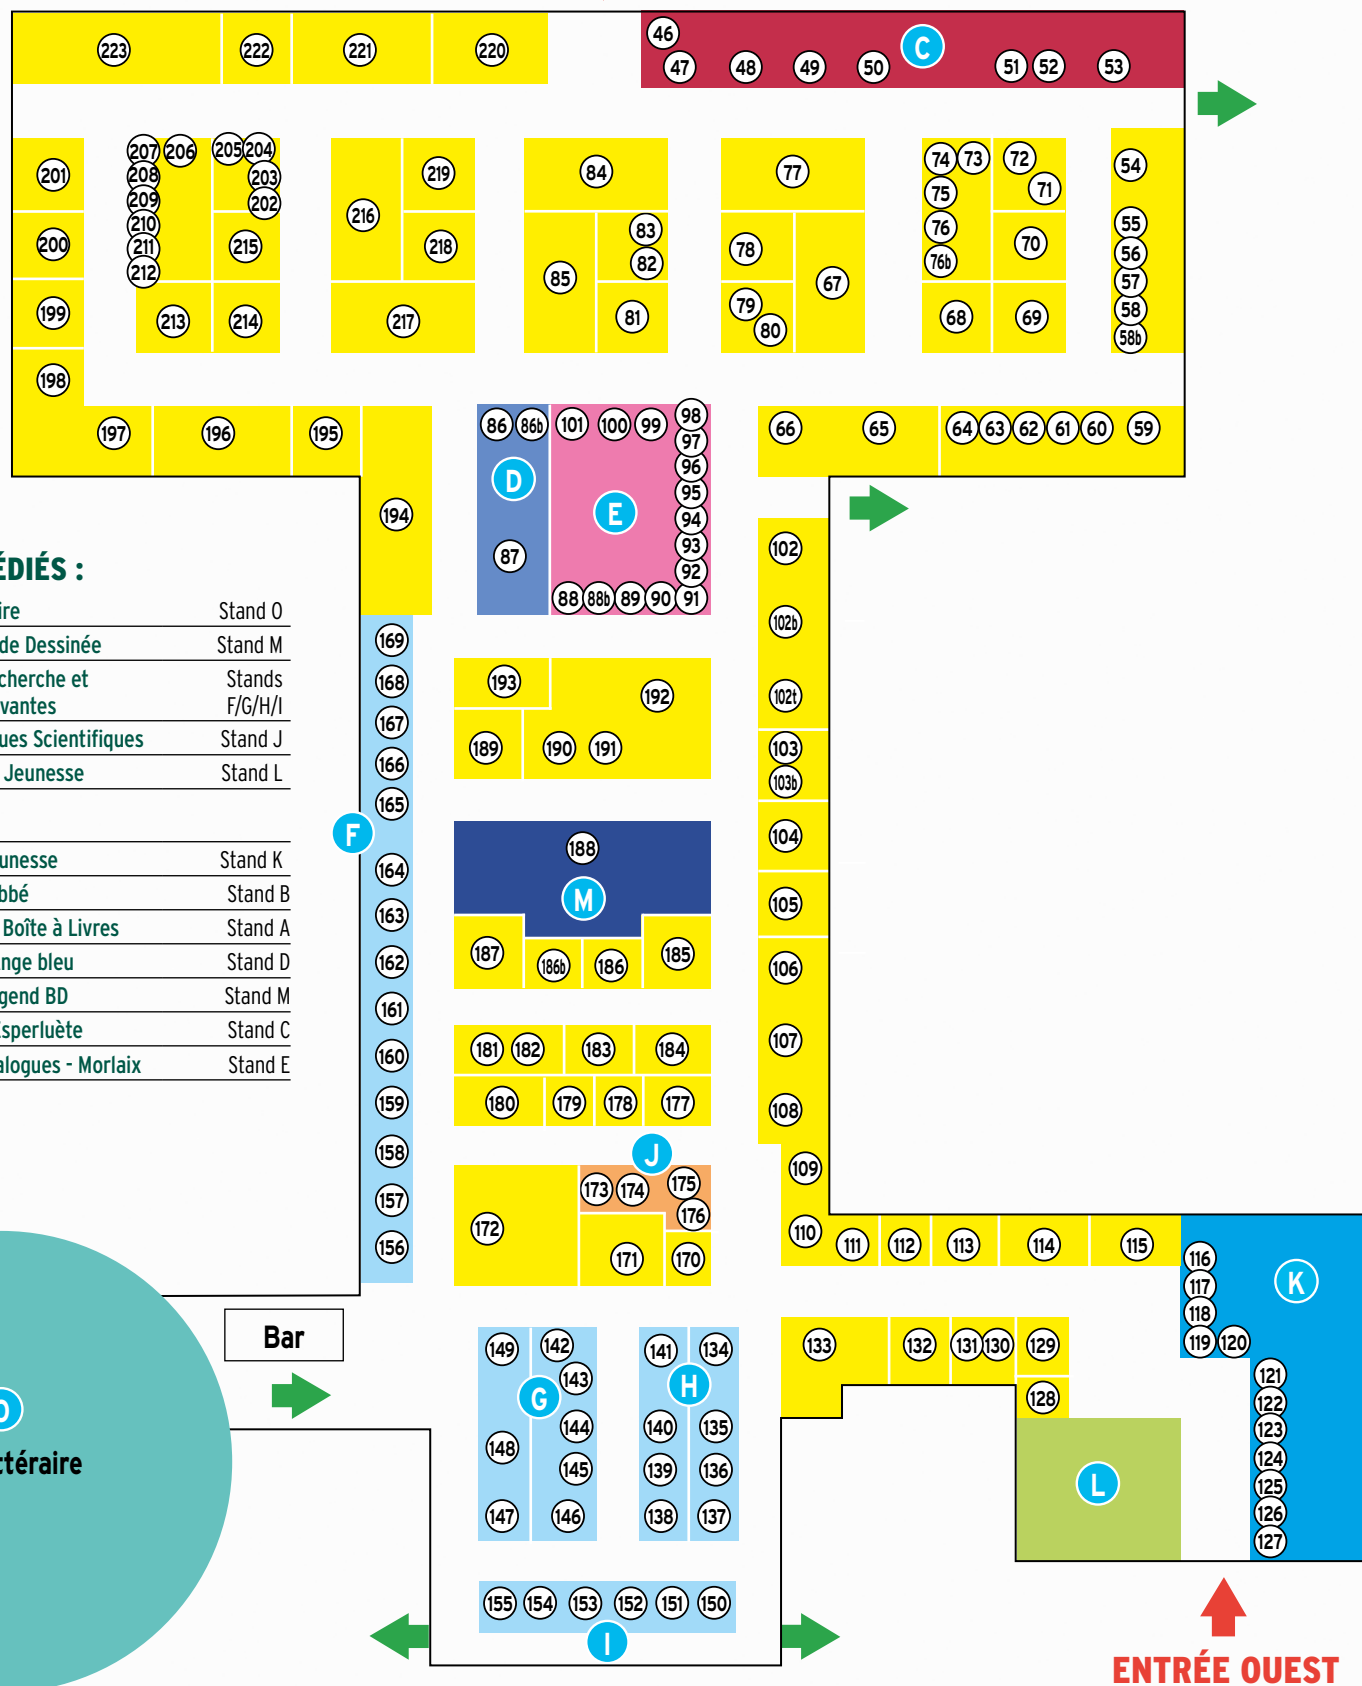 223 222 221 220
46 47 48 49 50 C 51 52 53
201 200 199 198
207 206 205 204
208 203
209 202
210
211 215
212
213 214
216 219
218
217
84
83
85 82
81
77
78
67
79
80
74 73 72
75 71
76 70
76b
68 69
54
55
56
57
58
58b
197 196 195
194
86 86b 101 100 99 98
97
D 96
E 95
94
87 93
92
88 88b 89 90 91
66 65 64 63 62 61 60 59
ÉDIÉS :
ire Stand O
de Dessinée Stand M
cherche et Stands
vantes F/G/H/I
ues Scientifiques Stand J
Jeunesse Stand L
unesse Stand K
bbé Stand B
Boîte à Livres Stand A
nge bleu Stand D
gend BD Stand M
Esperluète Stand C
alogues - Morlaix Stand E
169
168
167
166
165
F
164
163
162
161
160
159
158
157
156
193 192
189 190 191
188
M
187 186b 186 185
181 182 183 184
180 179 178 177
J
173 174 175
176
172 171 170
102
102b
102t
103
103b
104
105
106
107
108
109
110 111 112 113 114 115
116
117
118
119 120
K
121
122
123
124
125
126
127
133 132 131 130 129
128
L
Bar
149 142
143
G
144
148 145
147 146
141 134
H
140 135
139 136
138 137
155 154 153 152 151 150
I
ttéraire
ENTRÉE OUEST